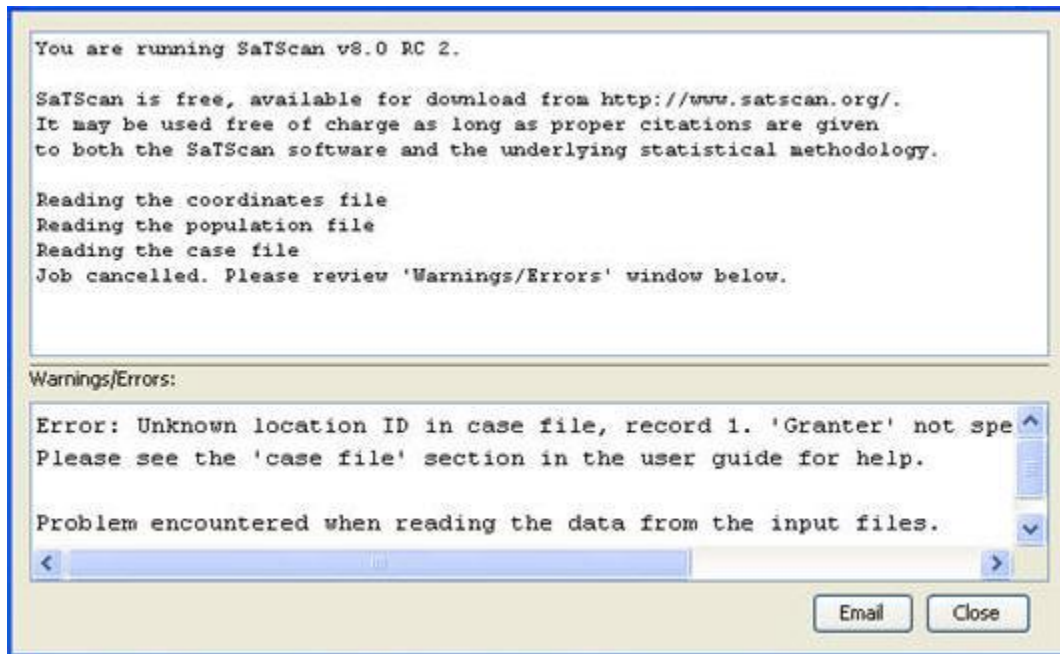 You are running SaTScan v8.0 RC 2.
SaTScan is free, available for download from http://www.satscan.org/.
It may be used free of charge as long as proper citations are given
to both the SaTScan software and the underlying statistical methodology.
Reading the coordinates file
Reading the population file
Reading the case file
Job cancelled. Please review 'Warnings/Errors' window below.
Warnings/Errors:
Error: Unknown location ID in case file, record 1. 'Granter' not spe
Please see the 'case file' section in the user guide for help.
Problem encountered when reading the data from the input files.
Email Close